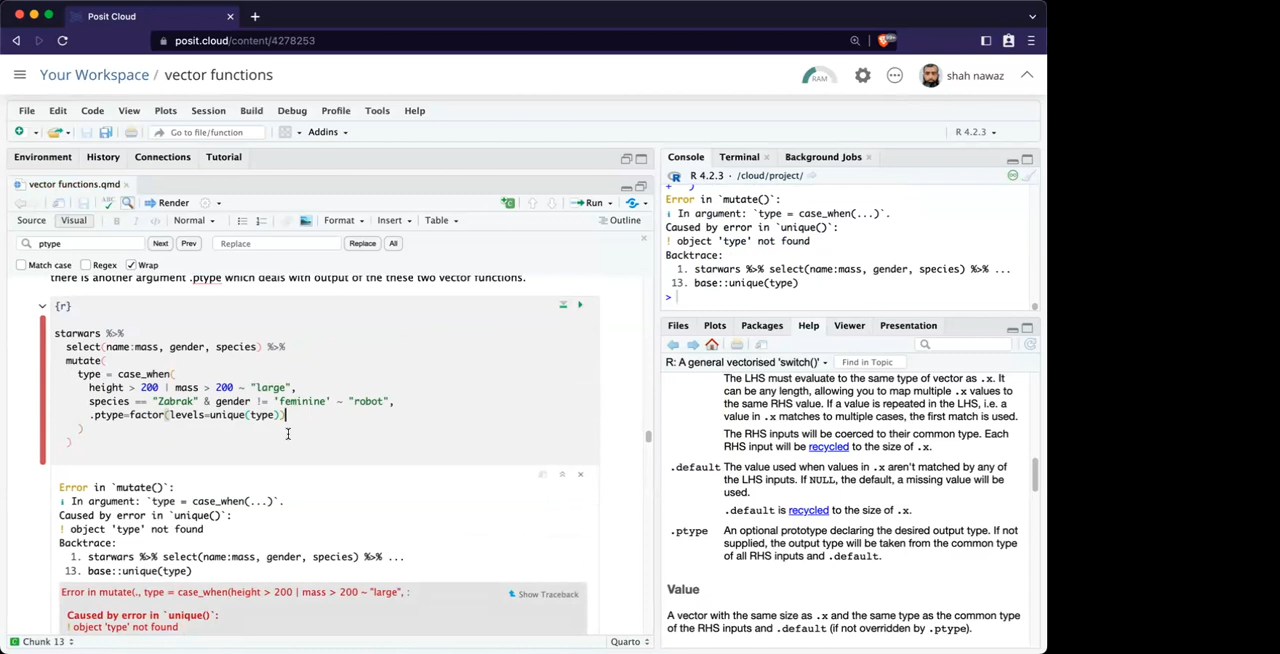 Posit Cloud
posit.cloud/content/4278253
Your Workspace / vector functions
RAM
shah nawaz
File Edit Code View Plots Session Build Debug Profile Tools Help
Go to file/function
Addins
R 4.2.3
Environment History Connections Tutorial
vector functions.qmd
Render
Run
Source Visual
B I
Normal
Format
Insert
Table
Outline
ptype
Next
Prev
Replace
Replace
All
Match case
Regex
Wrap
there is another argument .ptype which deals with output of these two vector functions.
{r}
starwars %>%
select(name:mass, gender, species) %>%
mutate(
type = case_when(
height > 200 | mass > 200 ~ "large",
species == "Zabrak" & gender != 'feminine' ~ "robot",
.ptype=factor(levels=unique(type))
)
)
Error in `mutate()`:
ℹ In argument: `type = case_when(...)`.
Caused by error in `unique()`:
! object 'type' not found
Backtrace:
1. starwars %>% select(name:mass, gender, species) %>% ...
13. base::unique(type)
Error in mutate(., type = case_when(height > 200 | mass > 200 ~ "large", :
Show Traceback
Caused by error in `unique()`:
! object 'type' not found
Chunk 13
Quarto
Console Terminal Background Jobs
R 4.2.3 · /cloud/project/
+ )
Error in `mutate()`:
ℹ In argument: `type = case_when(...)`.
Caused by error in `unique()`:
! object 'type' not found
Backtrace:
1. starwars %>% select(name:mass, gender, species) %>% ...
13. base::unique(type)
>
Files Plots Packages Help Viewer Presentation
R: A general vectorised 'switch()'
Find in Topic
The LHS must evaluate to the same type of vector as .x. It
can be any length, allowing you to map multiple .x values to
the same RHS value. If a value is repeated in the LHS, i.e. a
value in .x matches to multiple cases, the first match is used.
The RHS inputs will be coerced to their common type. Each
RHS input will be recycled to the size of .x.
.default The value used when values in .x aren't matched by any of
the LHS inputs. If NULL, the default, a missing value will be
used.
.default is recycled to the size of .x.
.ptype An optional prototype declaring the desired output type. If not
supplied, the output type will be taken from the common type
of all RHS inputs and .default.
Value
A vector with the same size as .x and the same type as the common type
of the RHS inputs and .default (if not overridden by .ptype).